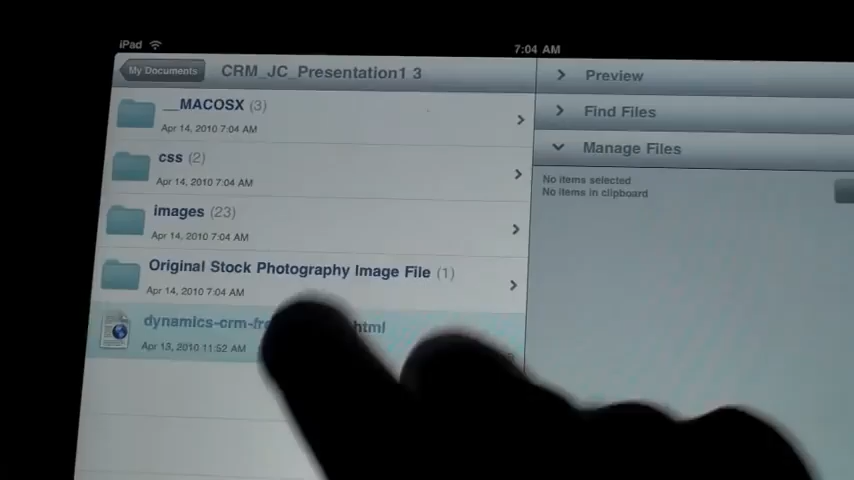 iPad 7:04 AM
My Documents CRM_JC_Presentation1 3
__MACOSX (3)
Apr 14, 2010 7:04 AM
css (2)
Apr 14, 2010 7:04 AM
images (23)
Apr 14, 2010 7:04 AM
Original Stock Photography Image File (1)
Apr 14, 2010 7:04 AM
html
Apr 13, 2010 11:52 AM
Preview
Find Files
Manage Files
No items selected
No items in clipboard